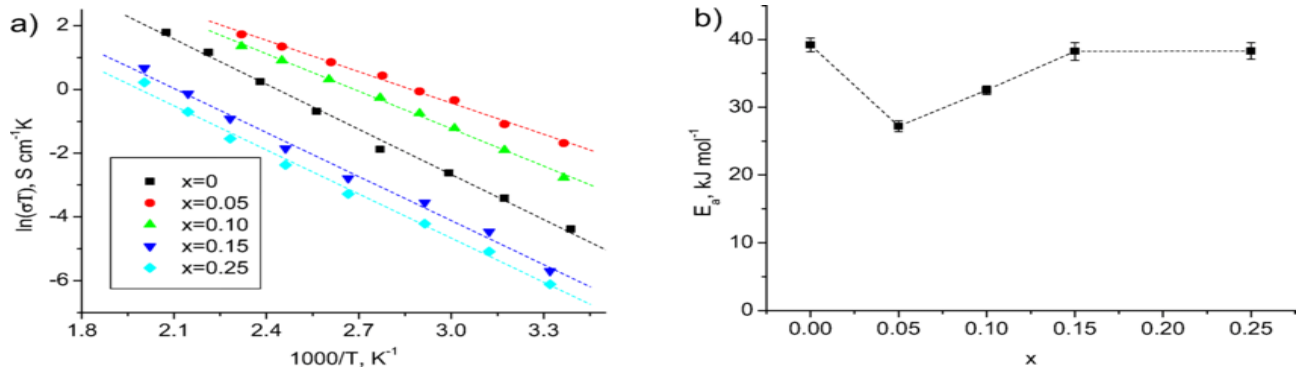 a)
ln(σT), S cm⁻¹K
2
0
-2
-4
-6
x=0
x=0.05
x=0.10
x=0.15
x=0.25
1.8 2.1 2.4 2.7 3.0 3.3
1000/T, K⁻¹
b)
Eₐ, kJ mol⁻¹
40
30
20
10
0
0.00 0.05 0.10 0.15 0.20 0.25
x